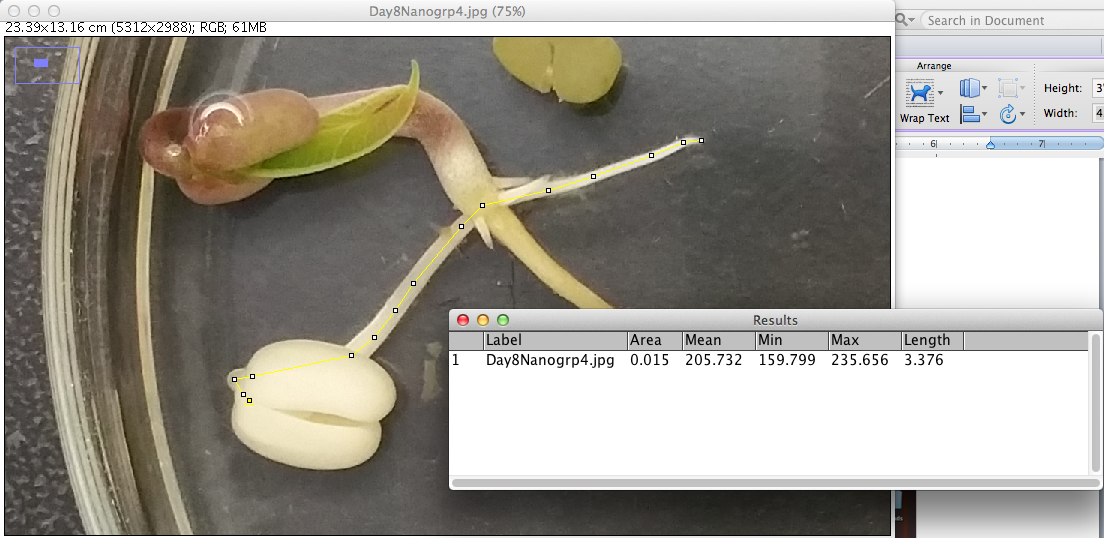 Day8Nanogrp4.jpg (75%)
23.39x13.16 cm (5312x2988); RGB; 61MB
Search in Document
Arrange
Wrap Text
Height: 3'
Width: 4
6
7
Results
Label Area Mean Min Max Length
1 Day8Nanogrp4.jpg 0.015 205.732 159.799 235.656 3.376